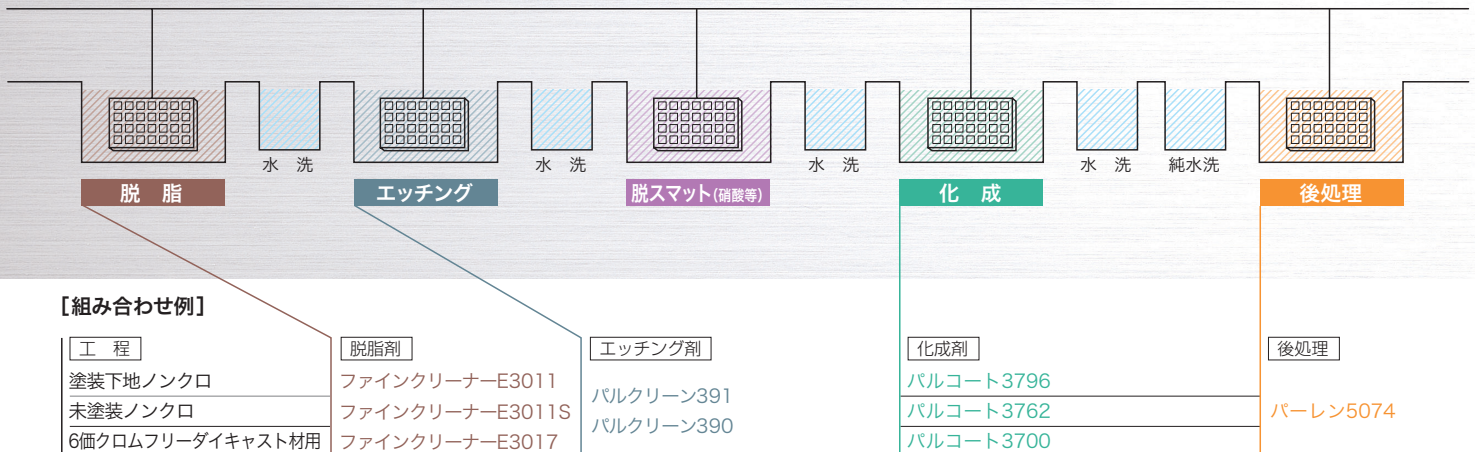 水 洗
水 洗
水 洗
水 洗
純水洗
脱 脂
エッチング
脱スマット(硝酸等)
化 成
後処理
[組み合わせ例]
工 程
脱脂剤
エッチング剤
化成剤
後処理
塗装下地ノンクロ
ファインクリーナーE3011
パルクリーン391
パルコート3796
未塗装ノンクロ
ファインクリーナーE3011S
パルコート3762
パーレン5074
パルクリーン390
6価クロムフリーダイキャスト材用
ファインクリーナーE3017
パルコート3700